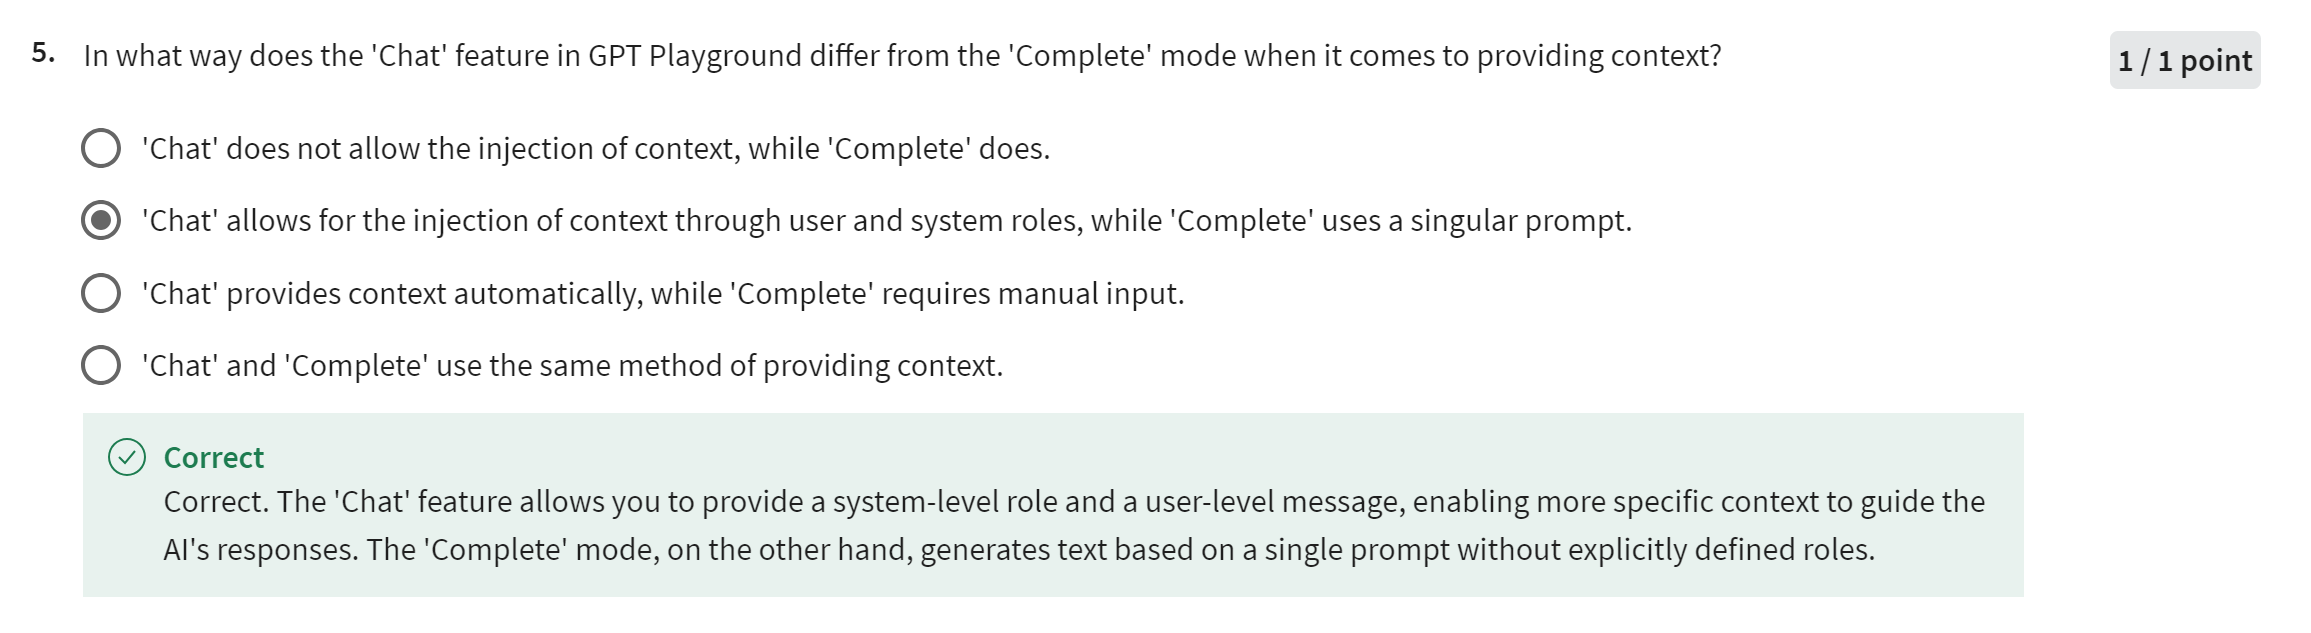 5. In what way does the 'Chat' feature in GPT Playground differ from the 'Complete' mode when it comes to providing context?
1 / 1 point
'Chat' does not allow the injection of context, while 'Complete' does.
'Chat' allows for the injection of context through user and system roles, while 'Complete' uses a singular prompt.
'Chat' provides context automatically, while 'Complete' requires manual input.
'Chat' and 'Complete' use the same method of providing context.
Correct
Correct. The 'Chat' feature allows you to provide a system-level role and a user-level message, enabling more specific context to guide the
AI's responses. The 'Complete' mode, on the other hand, generates text based on a single prompt without explicitly defined roles.